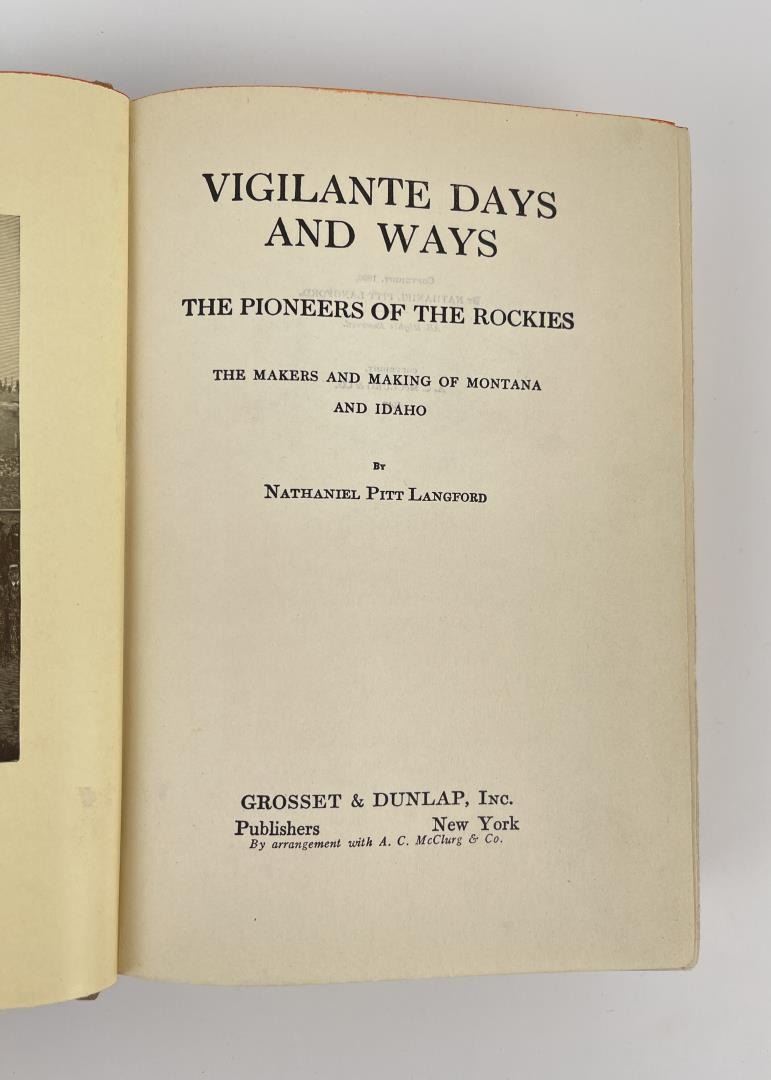 VIGILANTE DAYS
AND WAYS
THE PIONEERS OF THE ROCKIES
THE MAKERS AND MAKING OF MONTANA
AND IDAHO
By
Nathaniel Pitt Langford
GROSSET & DUNLAP, Inc.
Publishers New York
By arrangement with A. C. McClurg & Co.